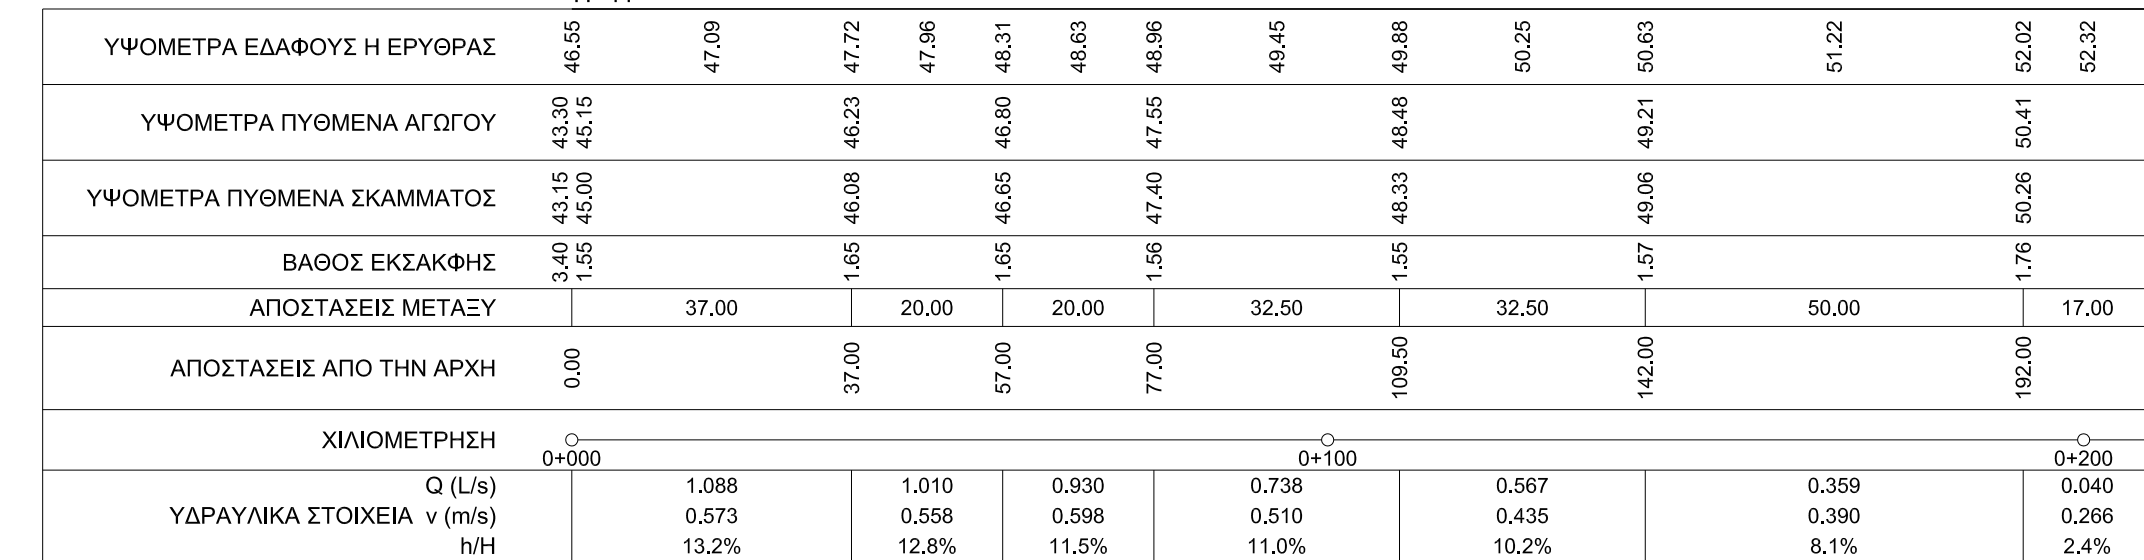 ΥΨΟΜΕΤΡΑ ΕΔΑΦΟΥΣ Η ΕΡΥΘΡΑΣ 46.55 47.09 47.72 47.96 48.31 48.63 48.96 49.45 49.88 50.25 50.63 51.22 52.02 52.32
ΥΨΟΜΕΤΡΑ ΠΥΘΜΕΝΑ ΑΓΩΓΟΥ 43.30 45.15 46.23 46.80 47.55 48.48 49.21 50.41
ΥΨΟΜΕΤΡΑ ΠΥΘΜΕΝΑ ΣΚΑΜΜΑΤΟΣ 43.15 45.00 46.08 46.65 47.40 48.33 49.06 50.26
ΒΑΘΟΣ ΕΚΣΑΚΦΗΣ 3.40 1.55 1.65 1.65 1.56 1.55 1.57 1.76
ΑΠΟΣΤΑΣΕΙΣ ΜΕΤΑΞΥ 37.00 20.00 20.00 32.50 32.50 50.00 17.00
ΑΠΟΣΤΑΣΕΙΣ ΑΠΟ ΤΗΝ ΑΡΧΗ 0.00 37.00 57.00 77.00 109.50 142.00 192.00
ΧΙΛΙΟΜΕΤΡΗΣΗ 0+000 0+100 0+200
Q (L/s) 1.088 1.010 0.930 0.738 0.567 0.359 0.040
ΥΔΡΑΥΛΙΚΑ ΣΤΟΙΧΕΙΑ v (m/s) 0.573 0.558 0.598 0.510 0.435 0.390 0.266
h/H 13.2% 12.8% 11.5% 11.0% 10.2% 8.1% 2.4%